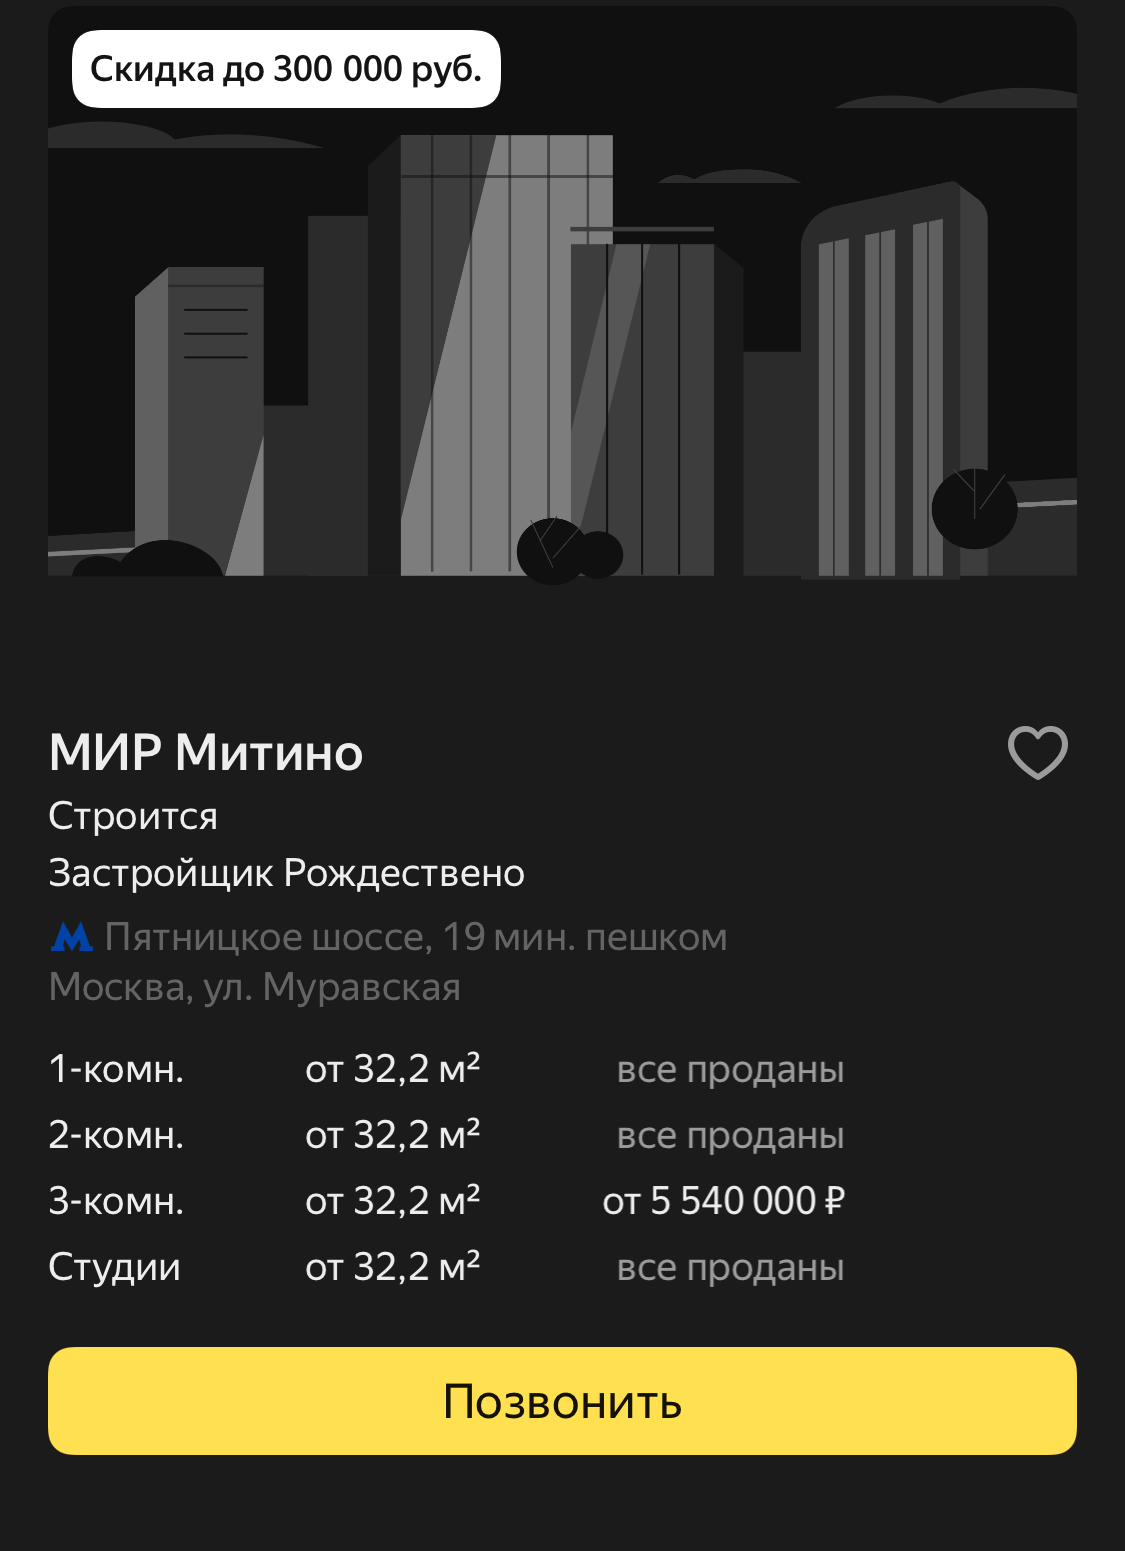 Скидка до 300 000 руб.
МИР Митино
Строится
Застройщик Рождествено
Пятницкое шоссе, 19 мин. пешком
Москва, ул. Муравская
1-комн. от 32,2 м² все проданы
2-комн. от 32,2 м² все проданы
3-комн. от 32,2 м² от 5 540 000 ₽
Студии от 32,2 м² все проданы
Позвонить